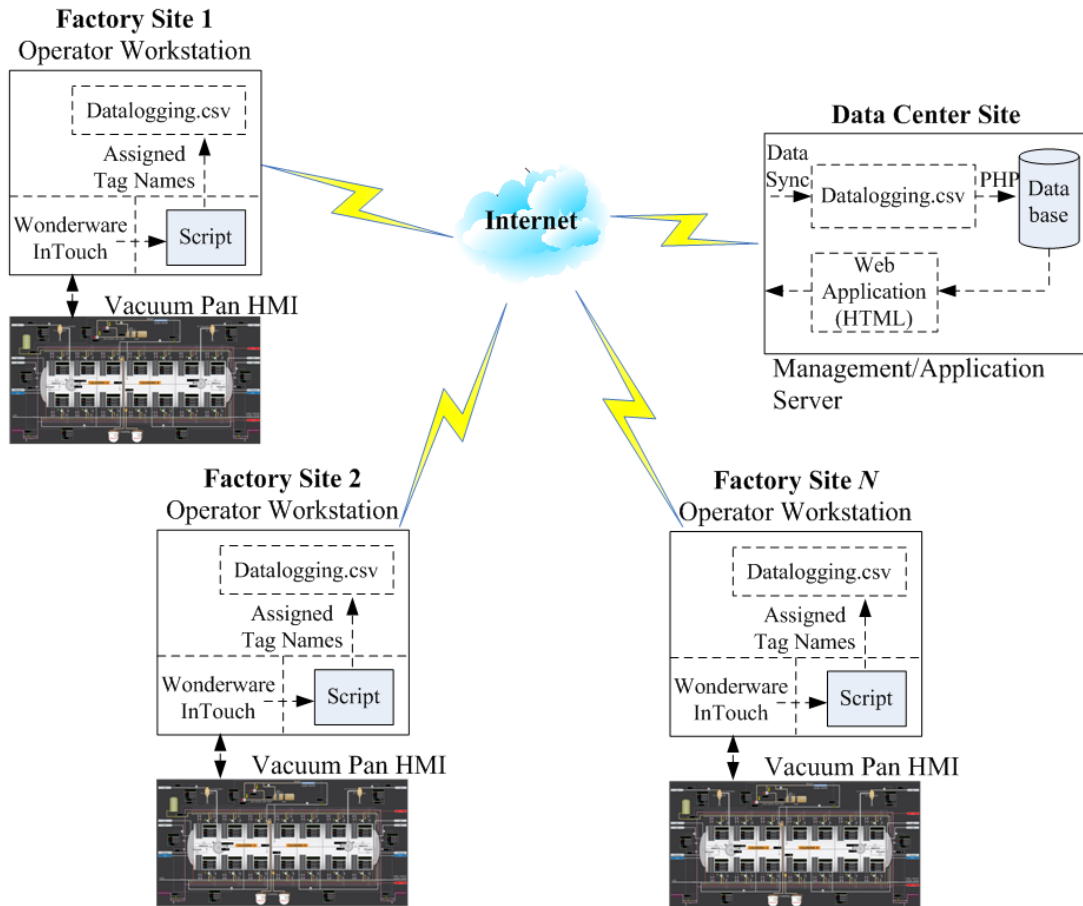 Factory Site 1
Operator Workstation
Datalogging.csv
Assigned
Tag Names
Wonderware
InTouch
Script
Vacuum Pan HMI
Internet
Data Center Site
Data
Sync
Datalogging.csv
PHP
Data
base
Web
Application
(HTML)
Management/Application
Server
Factory Site 2
Operator Workstation
Datalogging.csv
Assigned
Tag Names
Wonderware
InTouch
Script
Vacuum Pan HMI
Factory Site N
Operator Workstation
Datalogging.csv
Assigned
Tag Names
Wonderware
InTouch
Script
Vacuum Pan HMI